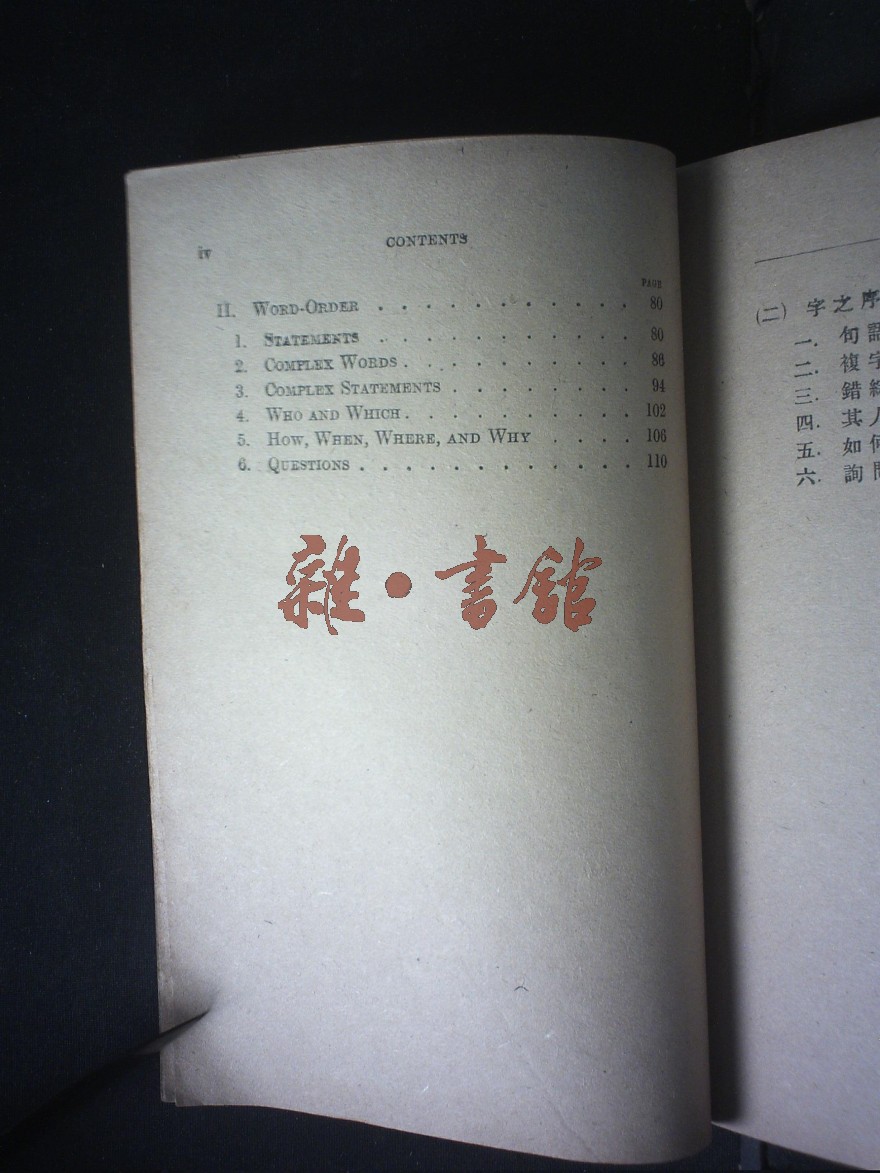 iv
CONTENTS
PAGE
II. WORD-ORDER . . . . . . . . . . . 80
1. STATEMENTS . . . . . . . . . . . 80
2. COMPLEX WORDS . . . . . . . . . . 86
3. COMPLEX STATEMENTS . . . . . . . . 94
4. WHO AND WHICH . . . . . . . . . . 102
5. HOW, WHEN, WHERE, AND WHY . . . . 106
6. QUESTIONS . . . . . . . . . . . . 110
雜·書館
(二) 字之序
一. 句語
二. 複字
三. 錯綜
四. 其人
五. 如何
六. 詢問